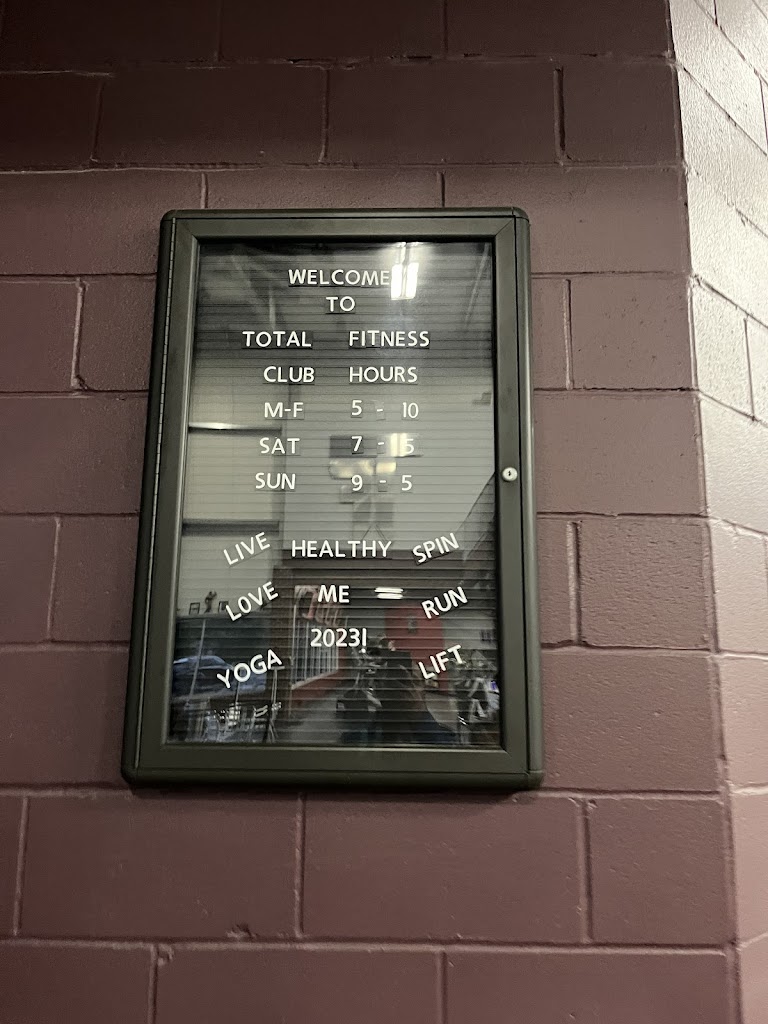 WELCOME
TO
TOTAL FITNESS
CLUB HOURS
M-F 5 - 10
SAT 7 - 5
SUN 9 - 5
LIVE HEALTHY SPIN
LOVE ME RUN
2023!
YOGA LIFT